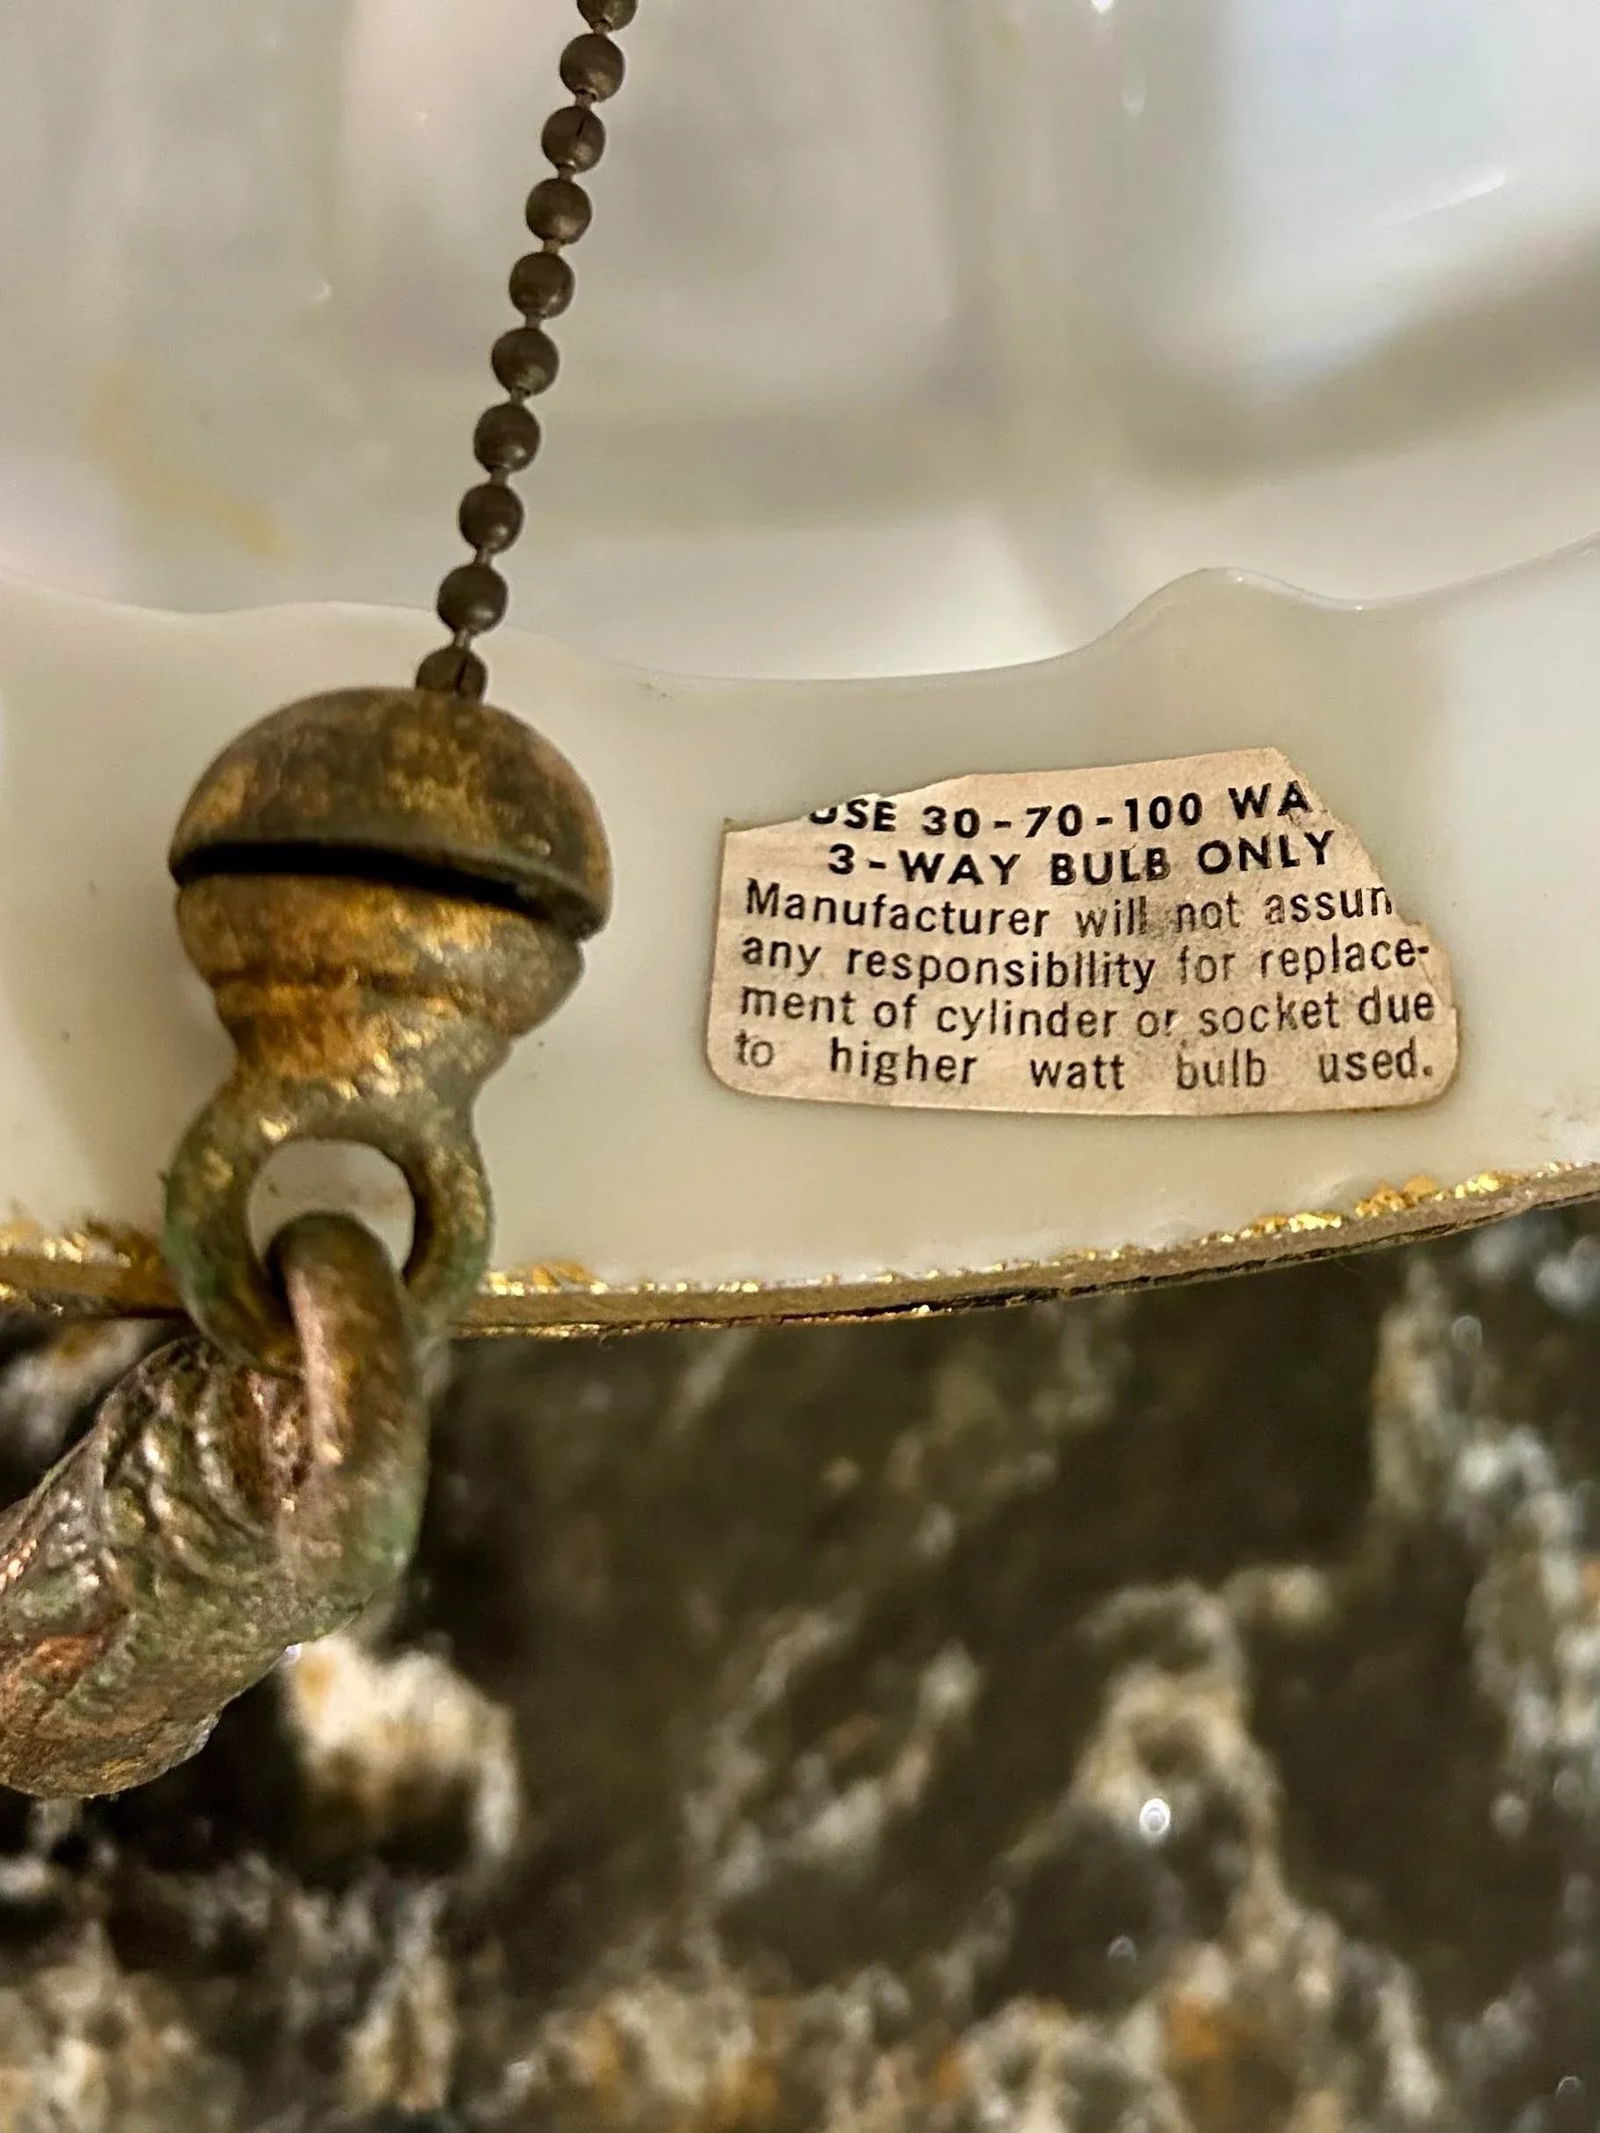 USE 30-70-100 WA
3-WAY BULB ONLY
Manufacturer will not assum
any responsibility for replace-
ment of cylinder or socket due
to higher watt bulb used.